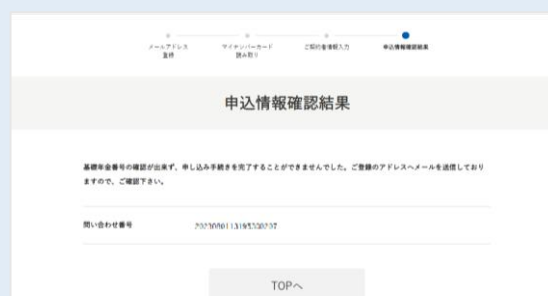 メールアドレス
登録
マイナンバーカード
読み取り
ご契約者情報入力
申込情報確認結果
申込情報確認結果
基礎年金番号の確認が出来ず、申し込み手続きを完了することができませんでした。ご登録のアドレスへメールを送信しており
ますので、ご確認下さい。
問い合わせ番号
TOPへ